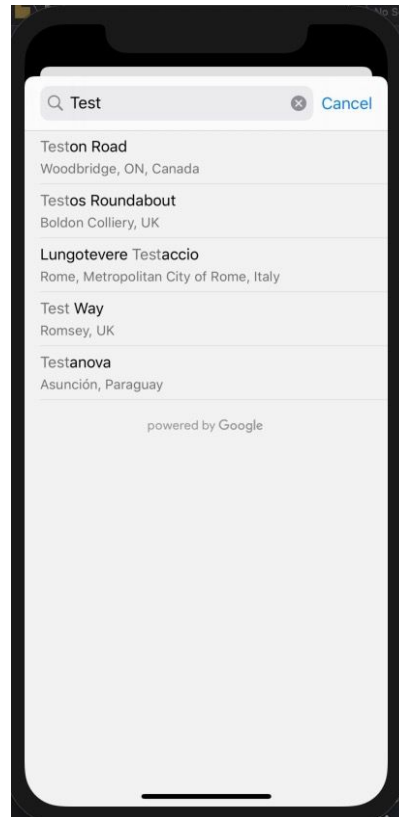 No S
Test
Cancel
Teston Road
Woodbridge, ON, Canada
Testos Roundabout
Boldon Colliery, UK
Lungotevere Testaccio
Rome, Metropolitan City of Rome, Italy
Test Way
Romsey, UK
Testanova
Asunción, Paraguay
powered by Google